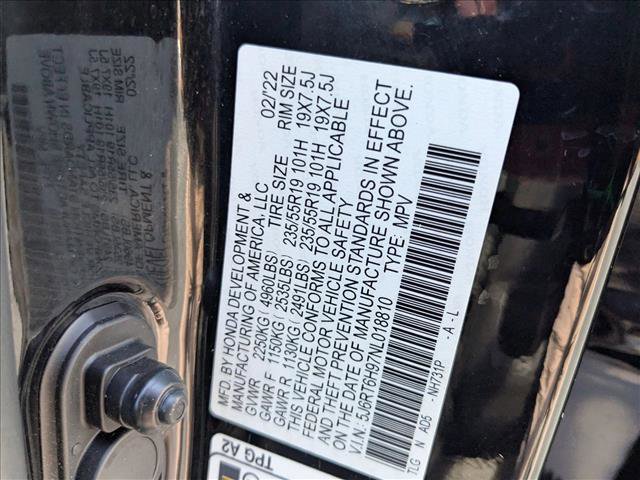 MFD. BY HONDA DEVELOPMENT &
MANUFACTURING OF AMERICA, LLC 02/'22
GVWR 2250KG( 4960LBS) TIRE SIZE RIM SIZE
GAWR F 1150KG( 2535LBS) 235/55R19 101H 19X7.5J
GAWR R 1130KG( 2491LBS) 235/55R19 101H 19X7.5J
THIS VEHICLE CONFORMS TO ALL APPLICABLE
FEDERAL MOTOR VEHICLE SAFETY
AND THEFT PREVENTION STANDARDS IN EFFECT
ON THE DATE OF MANUFACTURE SHOWN ABOVE.
V.I.N.: 5J6RT6H97NL018810 TYPE: MPV
TLG N AD5 -NH731P -A-L
TPG A2